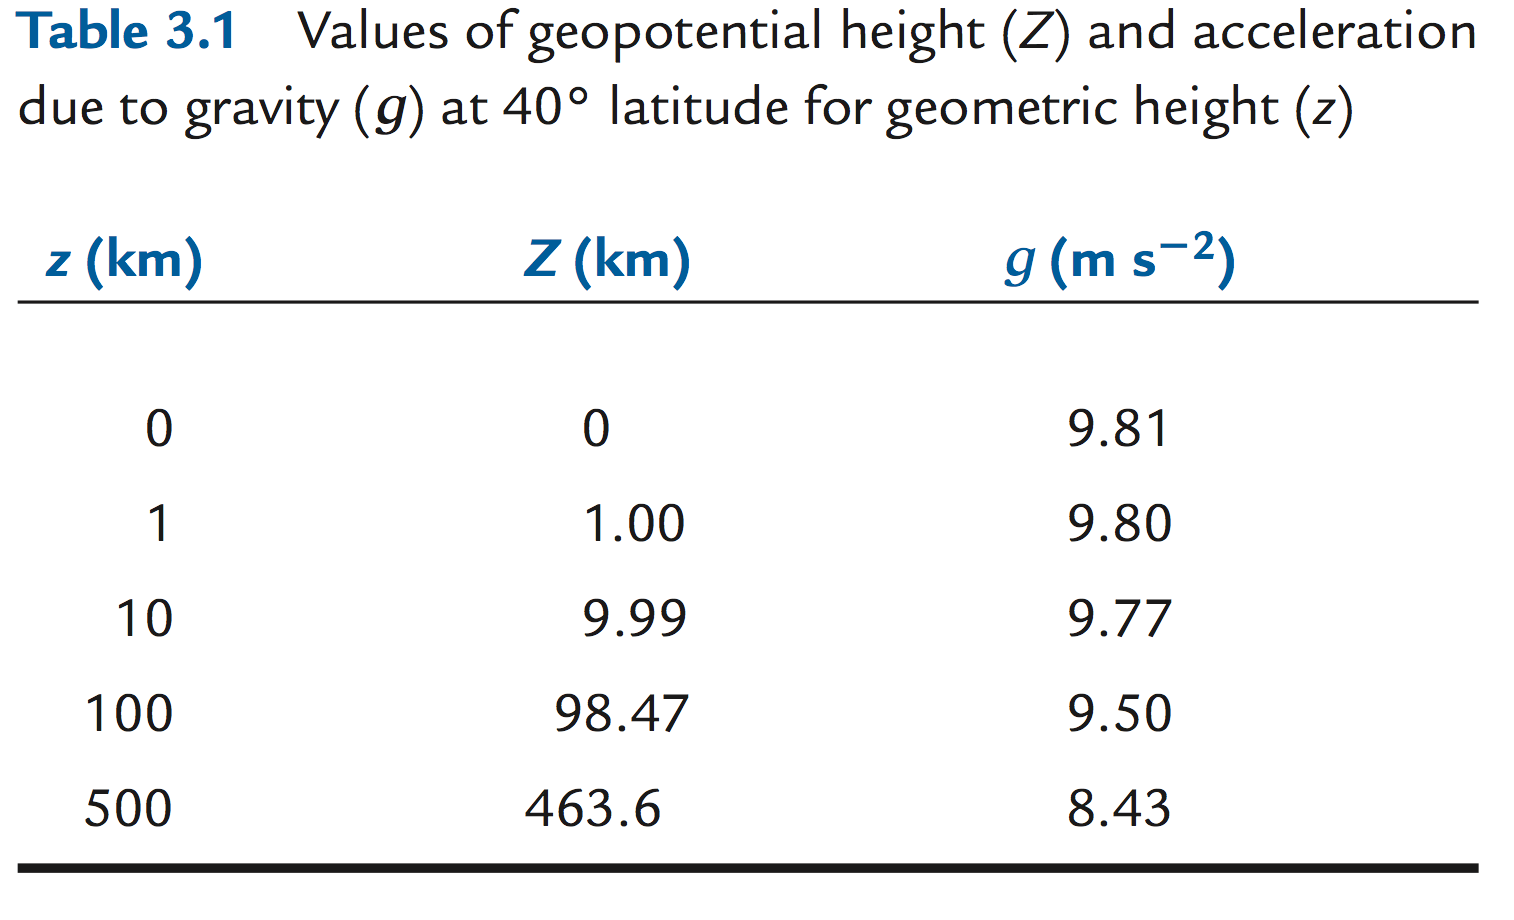 Table 3.1 Values of geopotential height (Z) and acceleration
due to gravity (g) at 40° latitude for geometric height (z)
z (km) Z (km) g (m s⁻²)
0 0 9.81
1 1.00 9.80
10 9.99 9.77
100 98.47 9.50
500 463.6 8.43